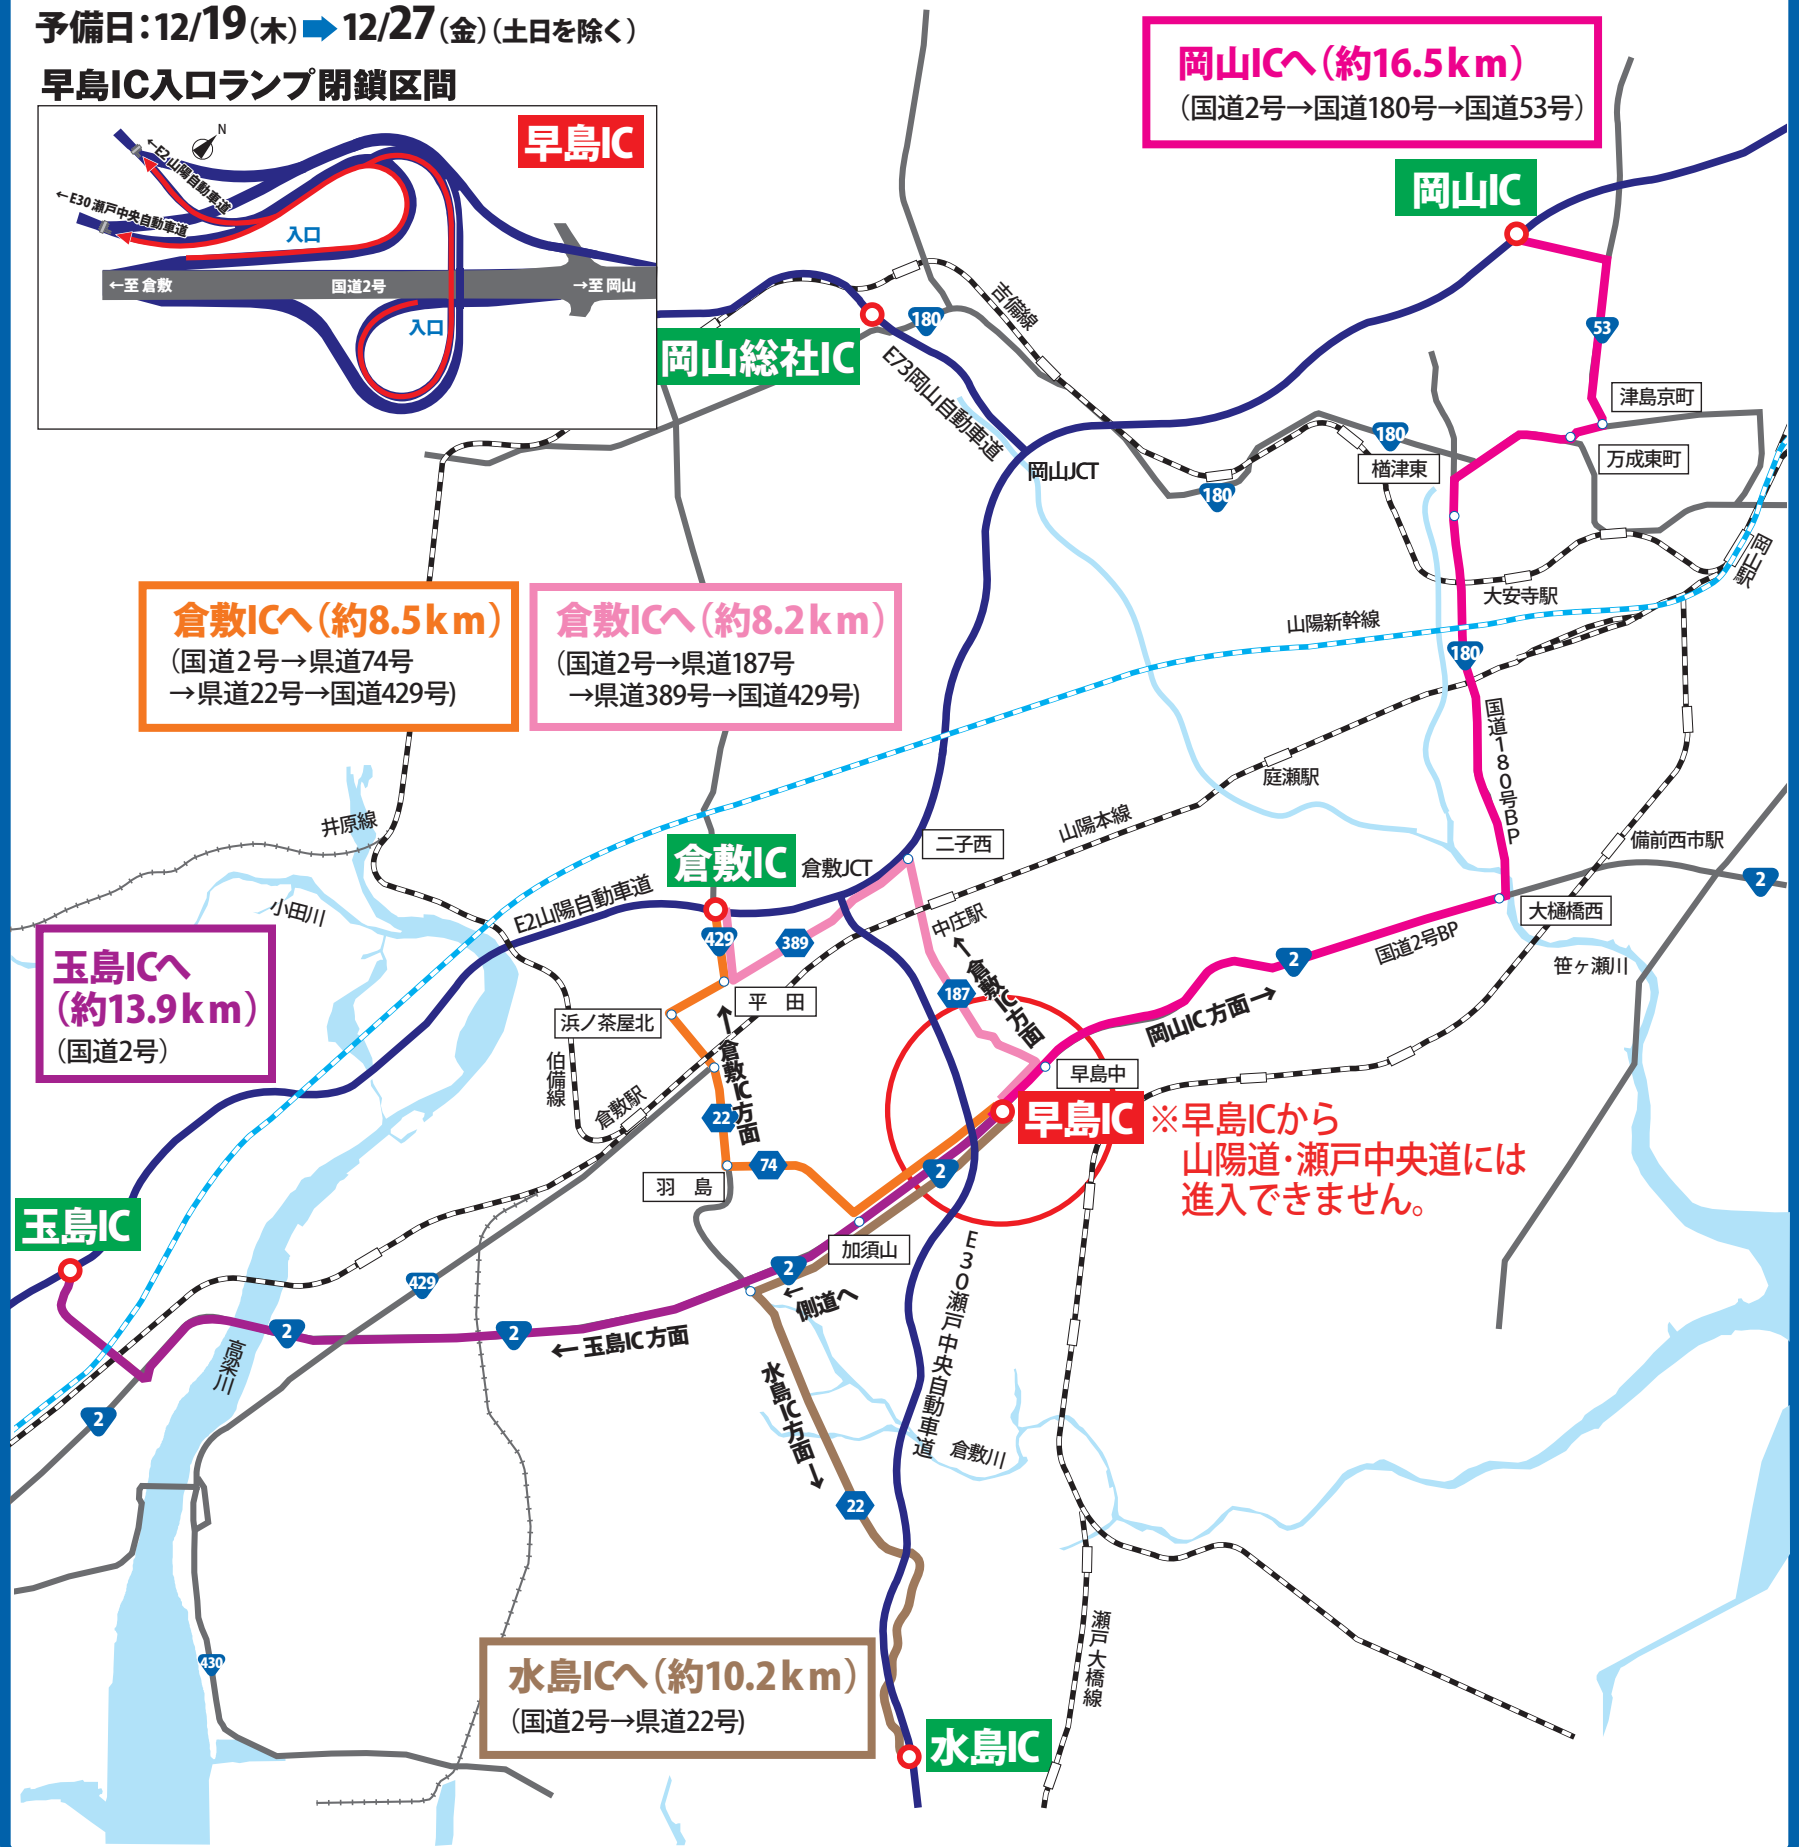 予備日：12/19（木）➡12/27（金）（土日を除く）
早島IC入口ランプ閉鎖区間
早島IC
N
←E2山陽自動車道
←E30 瀬戸中央自動車道
入口
←至 倉敷
国道2号
→至 岡山
入口
岡山ICへ（約16.5km）
（国道2号→国道180号→国道53号）
岡山IC
53
岡山総社IC
180
吉備線
E73岡山自動車道
岡山JCT
180
180
楢津東
津島京町
万成東町
岡山駅
大安寺駅
山陽新幹線
180
国道180号BP
倉敷ICへ（約8.5km）
（国道2号→県道74号
→県道22号→国道429号)
倉敷ICへ（約8.2km）
（国道2号→県道187号
→県道389号→国道429号)
庭瀬駅
山陽本線
備前西市駅
2
井原線
小田川
倉敷IC
倉敷JCT
二子西
E2山陽自動車道
429
389
中庄駅
←倉敷IC方面
187
大樋橋西
国道2号BP
2
笹ヶ瀬川
玉島ICへ
（約13.9km）
（国道2号）
平　田
浜ノ茶屋北
伯備線
倉敷駅
←倉敷IC方面
22
岡山IC方面→
早島中
早島IC
※早島ICから
山陽道・瀬戸中央道には
進入できません。
74
羽　島
2
加須山
玉島IC
429
2
←
側道へ
E30瀬戸中央自動車道
2
2
←玉島IC方面
高梁川
2
水島IC方面→
倉敷川
22
430
水島ICへ（約10.2km）
（国道2号→県道22号)
瀬戸大橋線
水島IC